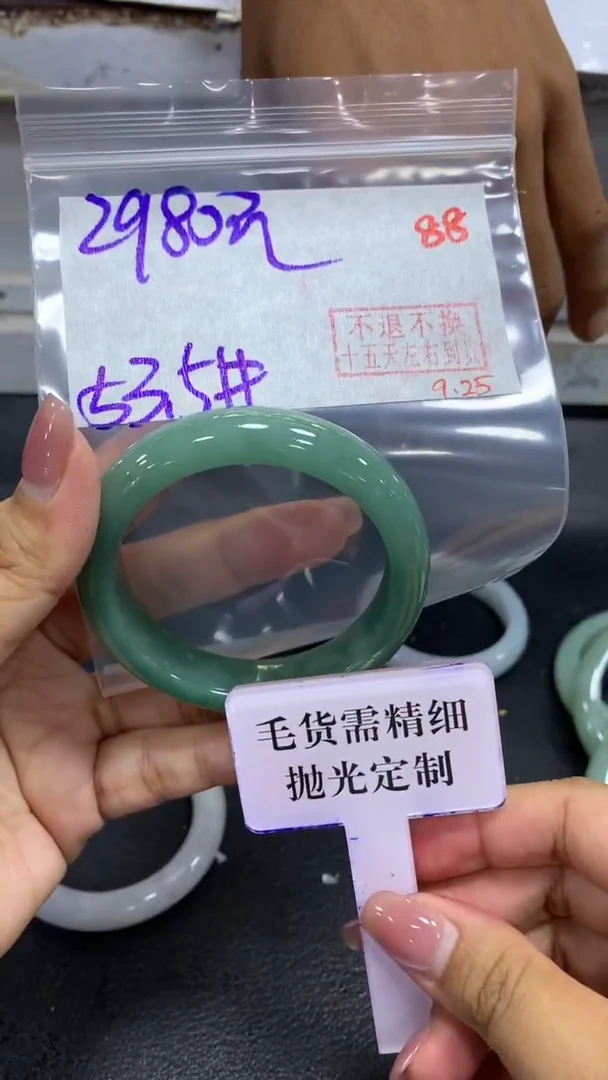 2980元
88
不退不换
十五天左右到货
9.25
53.5#
毛货需精细
抛光定制